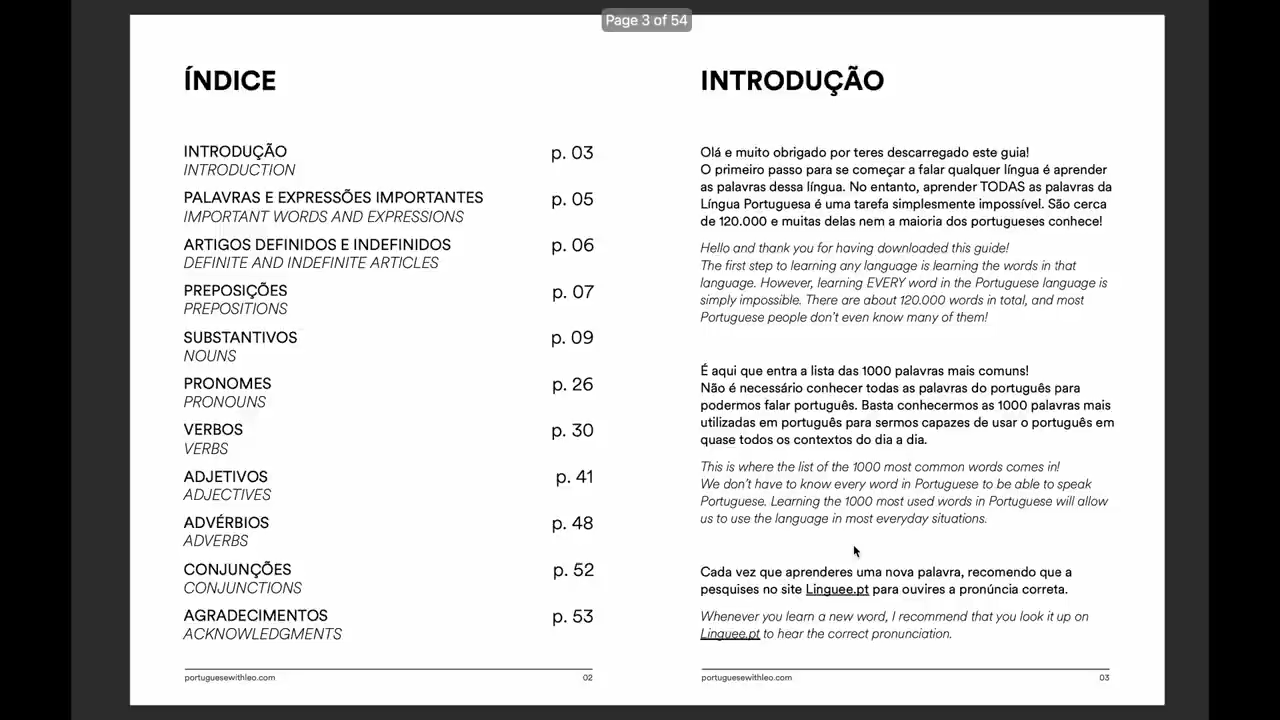 Page 3 of 54
ÍNDICE
INTRODUÇÃO p. 03
INTRODUCTION
PALAVRAS E EXPRESSÕES IMPORTANTES p. 05
IMPORTANT WORDS AND EXPRESSIONS
ARTIGOS DEFINIDOS E INDEFINIDOS p. 06
DEFINITE AND INDEFINITE ARTICLES
PREPOSIÇÕES p. 07
PREPOSITIONS
SUBSTANTIVOS p. 09
NOUNS
PRONOMES p. 26
PRONOUNS
VERBOS p. 30
VERBS
ADJETIVOS p. 41
ADJECTIVES
ADVÉRBIOS p. 48
ADVERBS
CONJUNÇÕES p. 52
CONJUNCTIONS
AGRADECIMENTOS p. 53
ACKNOWLEDGMENTS
portuguesewithleo.com 02
INTRODUÇÃO
Olá e muito obrigado por teres descarregado este guia!
O primeiro passo para se começar a falar qualquer língua é aprender
as palavras dessa língua. No entanto, aprender TODAS as palavras da
Língua Portuguesa é uma tarefa simplesmente impossível. São cerca
de 120.000 e muitas delas nem a maioria dos portugueses conhece!
Hello and thank you for having downloaded this guide!
The first step to learning any language is learning the words in that
language. However, learning EVERY word in the Portuguese language is
simply impossible. There are about 120.000 words in total, and most
Portuguese people don't even know many of them!
É aqui que entra a lista das 1000 palavras mais comuns!
Não é necessário conhecer todas as palavras do português para
podermos falar português. Basta conhecermos as 1000 palavras mais
utilizadas em português para sermos capazes de usar o português em
quase todos os contextos do dia a dia.
This is where the list of the 1000 most common words comes in!
We don't have to know every word in Portuguese to be able to speak
Portuguese. Learning the 1000 most used words in Portuguese will allow
us to use the language in most everyday situations.
Cada vez que aprenderes uma nova palavra, recomendo que a
pesquises no site Linguee.pt para ouvires a pronúncia correta.
Whenever you learn a new word, I recommend that you look it up on
Linguee.pt to hear the correct pronunciation.
portuguesewithleo.com 03